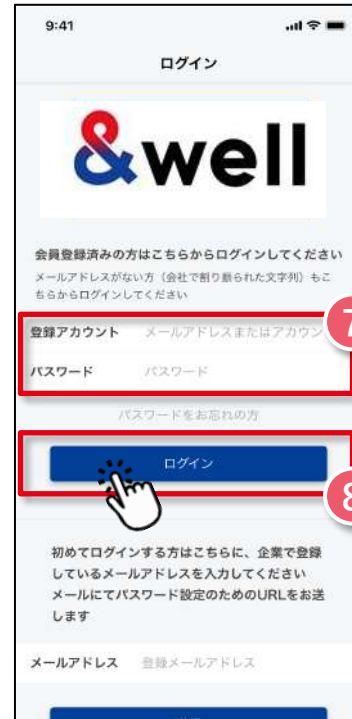 9:41
ログイン
&well
会員登録済みの方はこちらからログインしてください
メールアドレスがない方（会社で割り振られた文字列）もこ
ちらからログインしてください
登録アカウント メールアドレスまたはアカウン
7
パスワード パスワード
パスワードをお忘れの方
ログイン
8
初めてログインする方はこちらに、企業で登録
しているメールアドレスを入力してください
メールにてパスワード設定のためのURLをお送
します
メールアドレス 登録メールアドレス